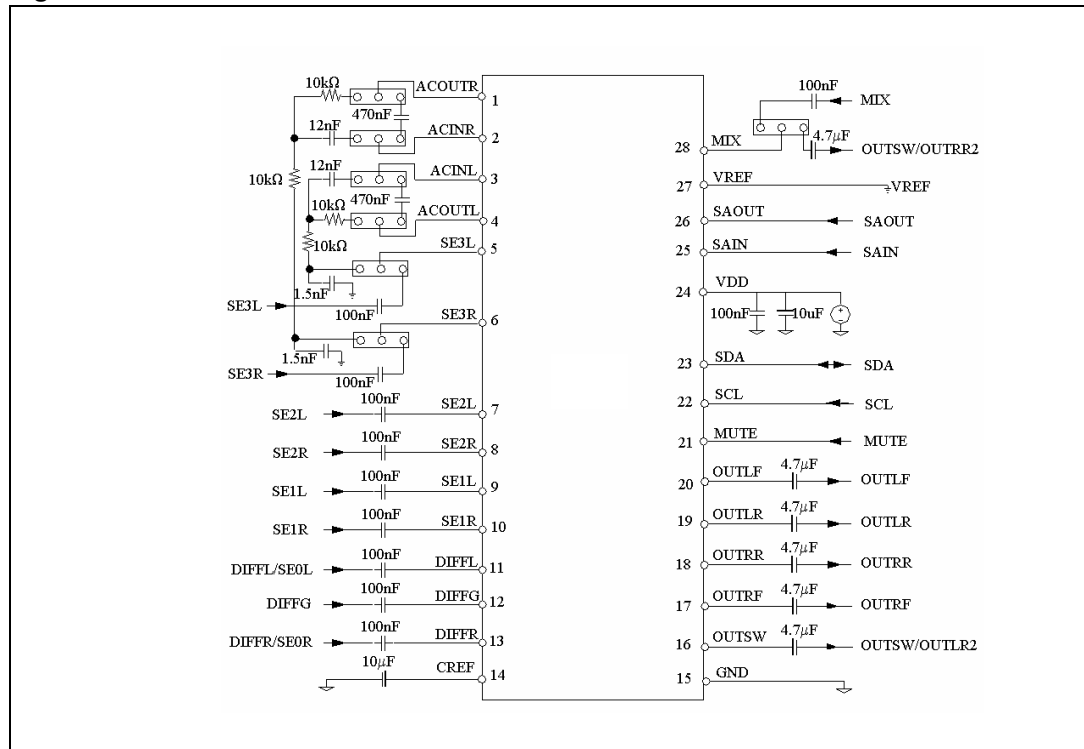 10kΩ
ACOUTR
1
470nF
12nF
ACINR
2
10kΩ
12nF
ACINL
3
470nF
10kΩ
ACOUTL
4
10kΩ
SE3L
5
1.5nF
SE3L
100nF
SE3R
6
1.5nF
SE3R
100nF
SE2L
100nF
SE2L
7
SE2R
100nF
SE2R
8
SE1L
100nF
SE1L
9
SE1R
100nF
SE1R
10
DIFFL/SE0L
100nF
DIFFL
11
DIFFG
100nF
DIFFG
12
DIFFR/SE0R
100nF
DIFFR
13
10μF
CREF
14
100nF
MIX
28
MIX
4.7μF
OUTSW/OUTRR2
27
VREF
VREF
26
SAOUT
SAOUT
25
SAIN
SAIN
24
VDD
100nF
10uF
23
SDA
SDA
22
SCL
SCL
21
MUTE
MUTE
20
OUTLF
4.7μF
OUTLF
19
OUTLR
4.7μF
OUTLR
18
OUTRR
4.7μF
OUTRR
17
OUTRF
4.7μF
OUTRF
16
OUTSW
4.7μF
OUTSW/OUTLR2
15
GND